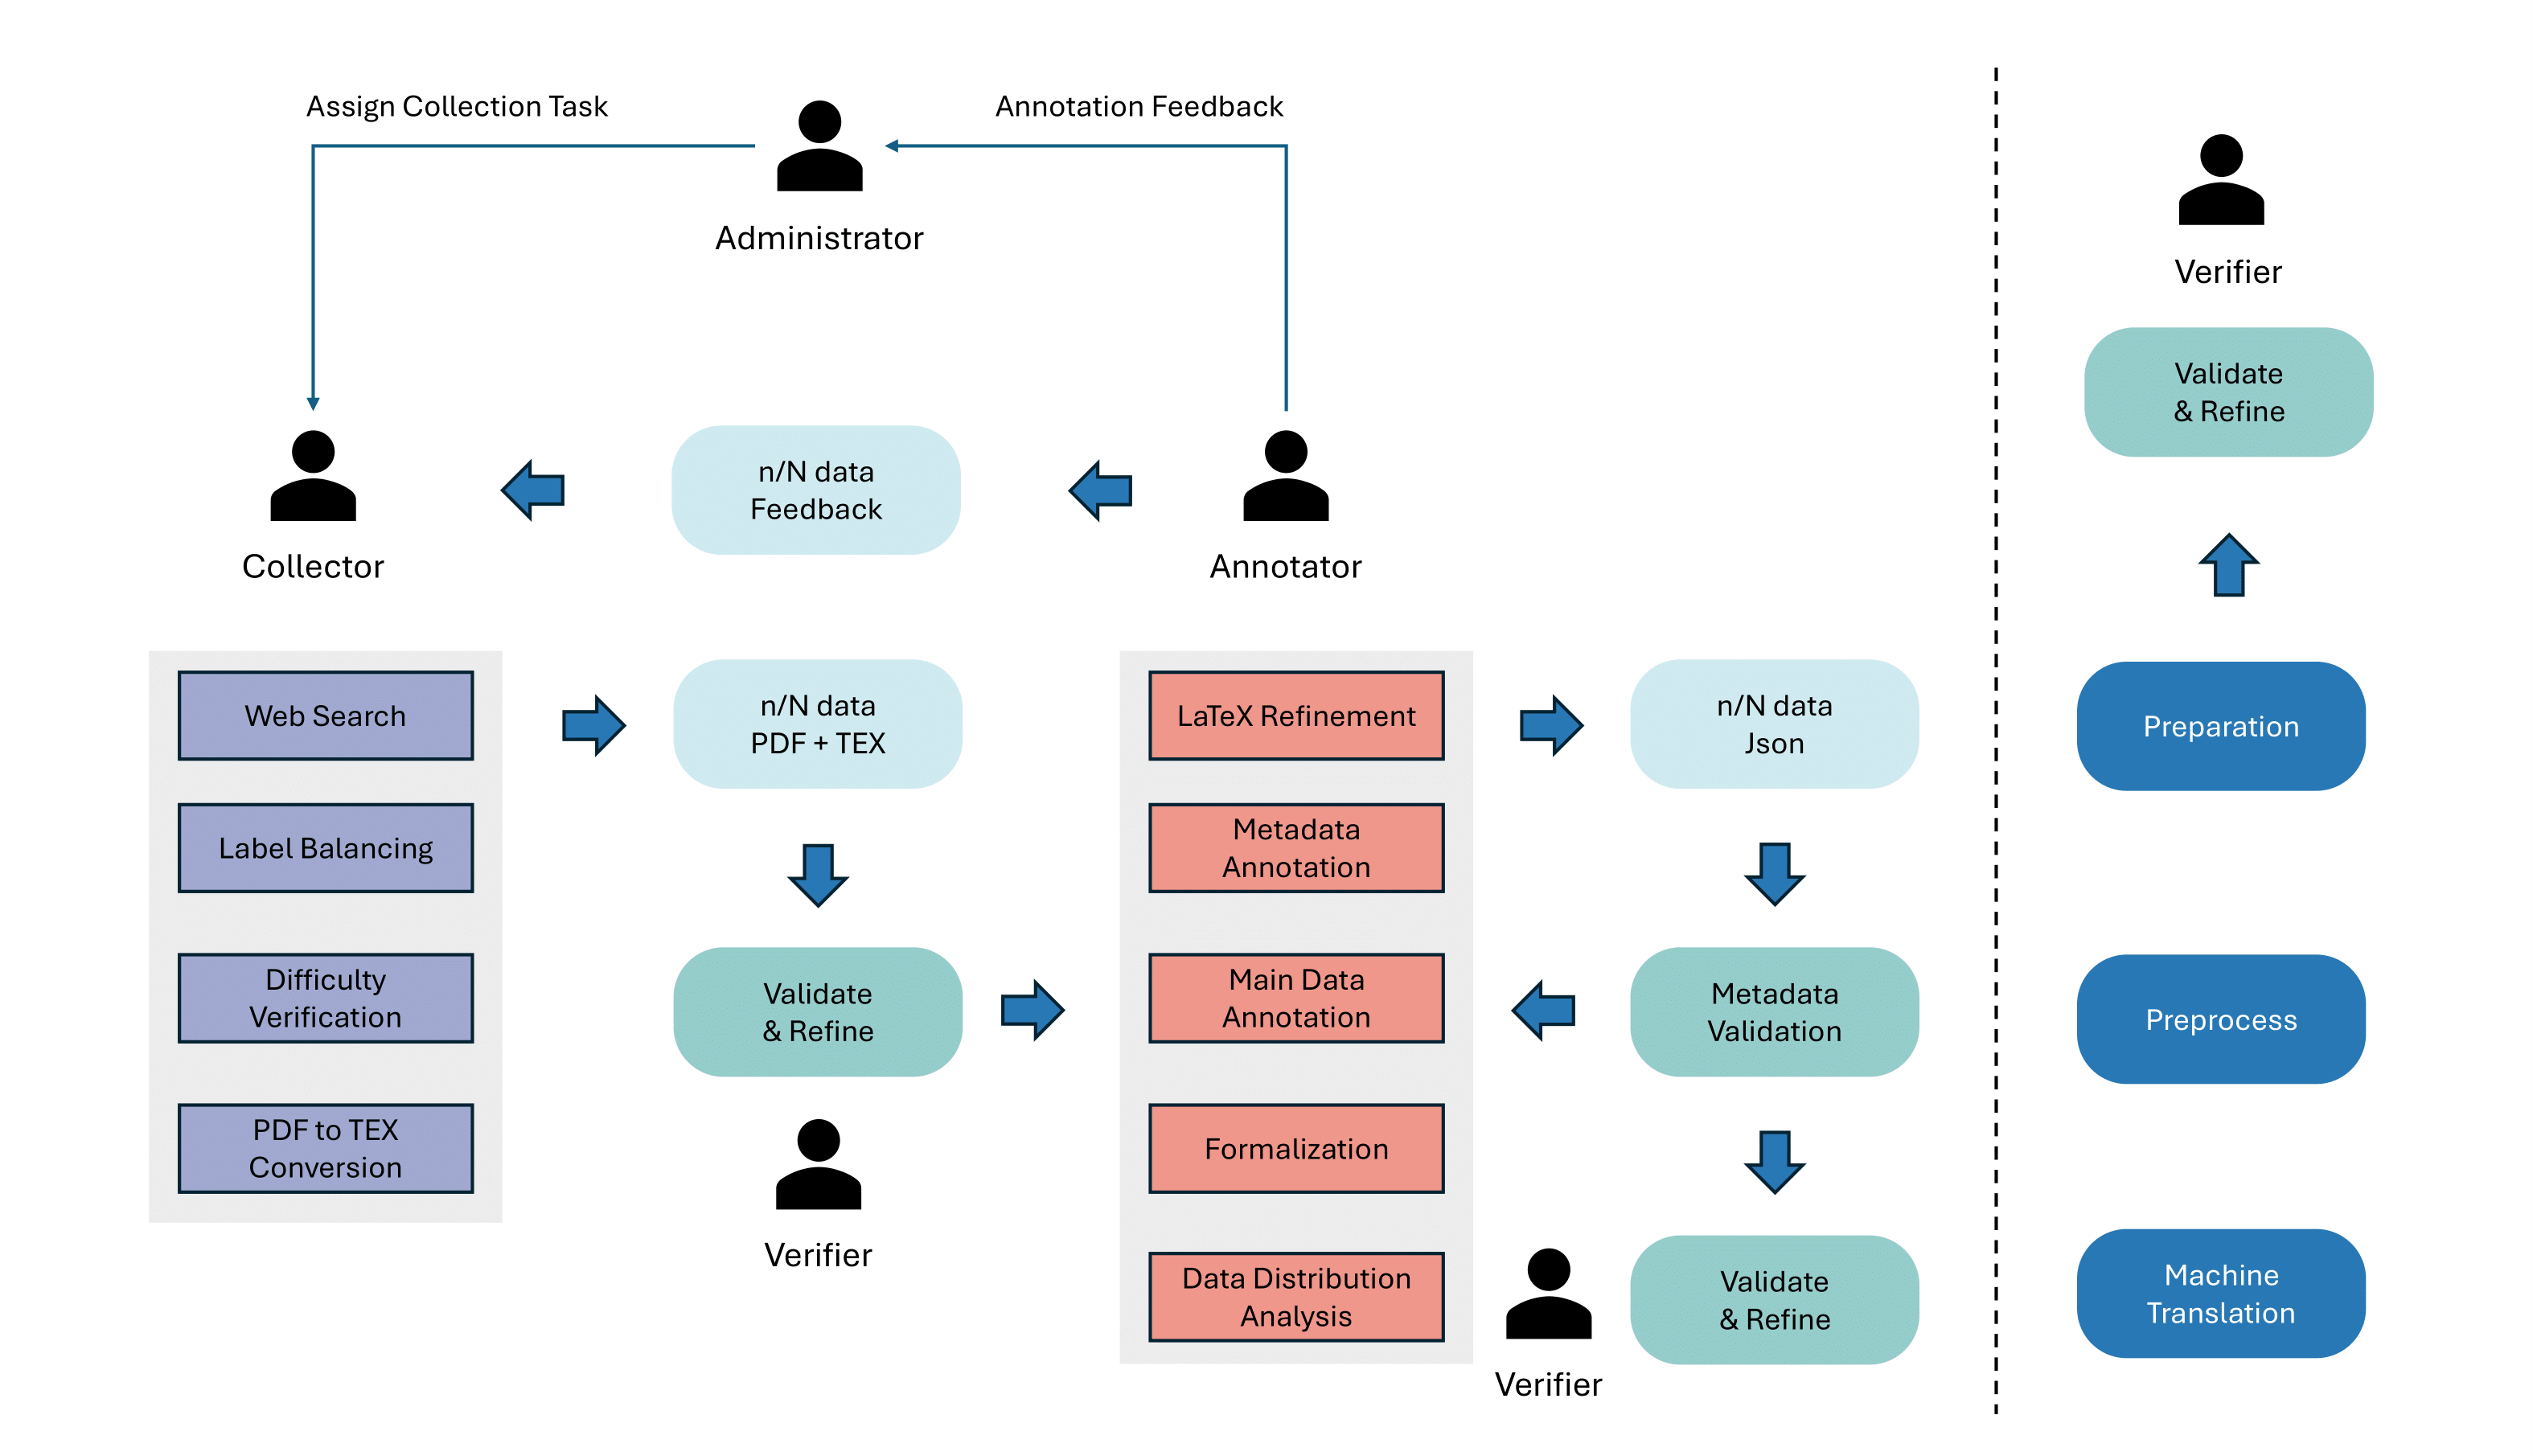 Assign Collection Task
Annotation Feedback
Administrator
Collector
n/N data
Feedback
Annotator
Web Search
Label Balancing
Difficulty
Verification
PDF to TEX
Conversion
n/N data
PDF + TEX
Validate
& Refine
Verifier
LaTeX Refinement
Metadata
Annotation
Main Data
Annotation
Formalization
Data Distribution
Analysis
n/N data
Json
Metadata
Validation
Validate
& Refine
Verifier
Verifier
Validate
& Refine
Preparation
Preprocess
Machine
Translation